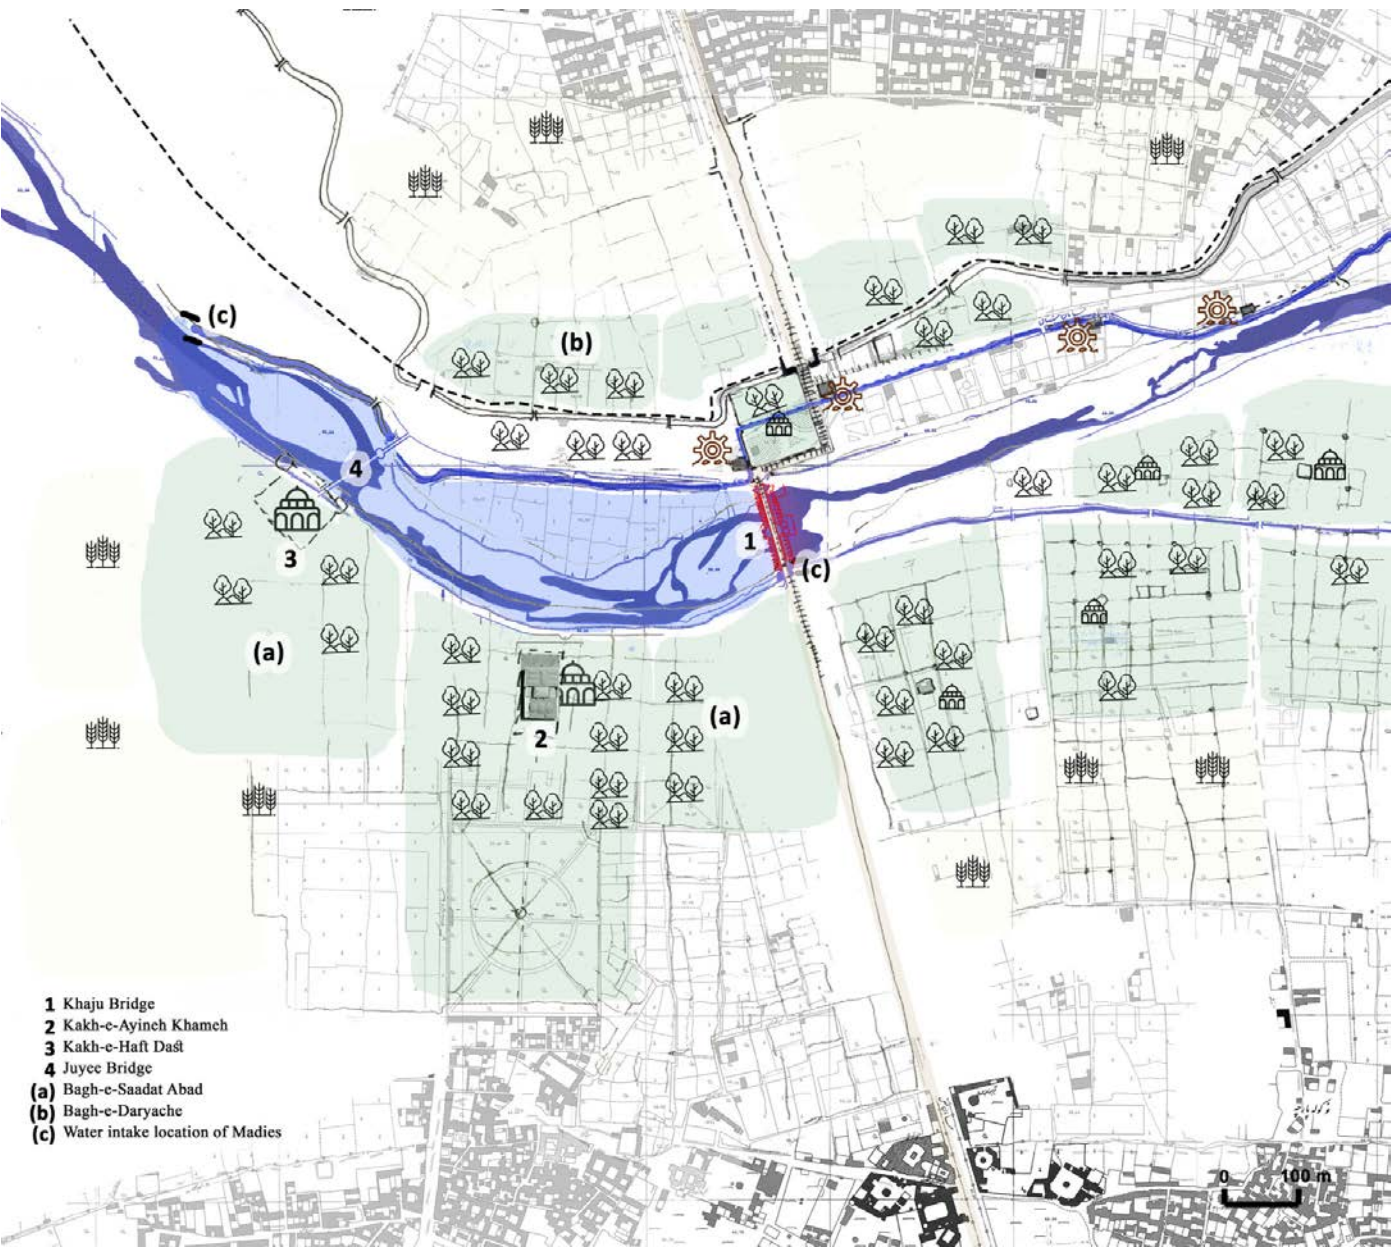 (c)
(b)
4
3
1
(c)
(a)
(a)
2
1 Khaju Bridge
2 Kakh-e-Ayineh Khameh
3 Kakh-e-Haft Dast
4 Juyee Bridge
(a) Bagh-e-Saadat Abad
(b) Bagh-e-Daryache
(c) Water intake location of Madies
0 100 m